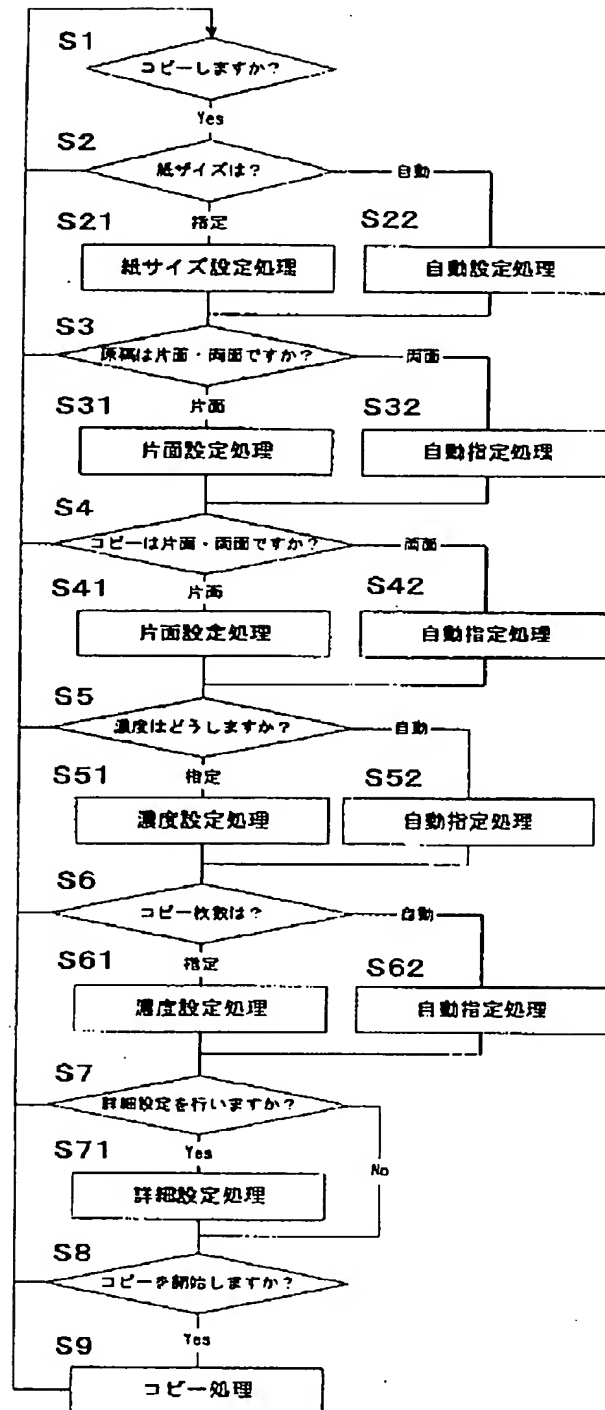 S1
コピーしますか?
Yes
S2
紙サイズは?
自動
S21
指定
S22
紙サイズ設定処理
自動設定処理
S3
原稿は片面・両面ですか?
両面
S31
片面
S32
片面設定処理
自動指定処理
S4
コピーは片面・両面ですか?
両面
S41
片面
S42
片面設定処理
自動指定処理
S5
濃度はどうしますか?
自動
S51
指定
S52
濃度設定処理
自動指定処理
S6
コピー枚数は?
自動
S61
指定
S62
濃度設定処理
自動指定処理
S7
詳細設定を行いますか?
S71
Yes
No
詳細設定処理
S8
コピーを開始しますか?
Yes
S9
コピー処理